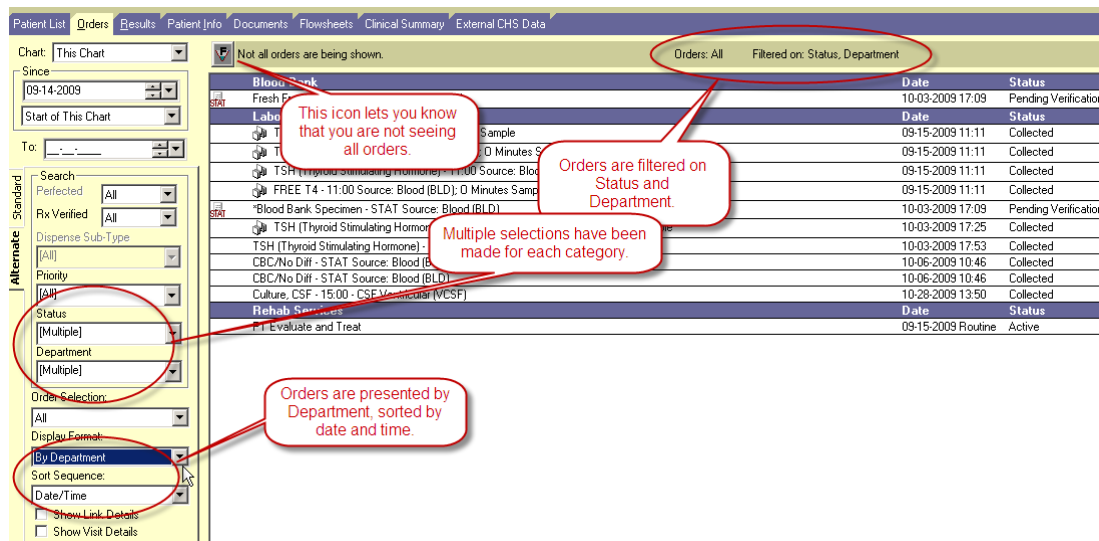 Patient List Orders Results Patient Info Documents Flowsheets Clinical Summary External CHS Data
Chart: This Chart
Since
09-14-2009
Start of This Chart
To: __-__-____
Standard
Alternate
Search
Perfected All
Rx Verified All
Dispense Sub-Type
[All]
Priority
[All]
Status
[Multiple]
Department
[Multiple]
Order Selection:
All
Display Format:
By Department
Sort Sequence:
Date/Time
Show Link Details
Show Visit Details
Not all orders are being shown. Orders: All Filtered on: Status, Department
Blood Bank Date Status
STAT Fresh 10-03-2009 17:09 Pending Verification
Date Status
Sample 09-15-2009 11:11 Collected
0 Minutes 09-15-2009 11:11 Collected
TSH (Thyroid Stimulating Hormone) - 11:00 Source: 09-15-2009 11:11 Collected
FREE T4 - 11:00 Source: Blood (BLD); 0 Minutes 09-15-2009 11:11 Collected
STAT *Blood Bank Specimen - STAT Source: Blood (BLD) 10-03-2009 17:09 Pending Verification
TSH (Thyroid Stimulating 10-03-2009 17:25 Collected
TSH (Thyroid Stimulating Hormone) - 10-03-2009 17:53 Collected
CBC/No Diff - STAT Source: Blood 10-06-2009 10:46 Collected
CBC/No Diff - STAT Source: Blood (BLD) 10-06-2009 10:46 Collected
Culture, CSF - 15:00 - CSF Ventricular (VCSF) 10-28-2009 13:50 Collected
Rehab Services Date Status
PT Evaluate and Treat 09-15-2009 Routine Active
This icon lets you know
that you are not seeing
all orders.
Orders are filtered on
Status and
Department.
Multiple selections have been
made for each category.
Orders are presented by
Department, sorted by
date and time.